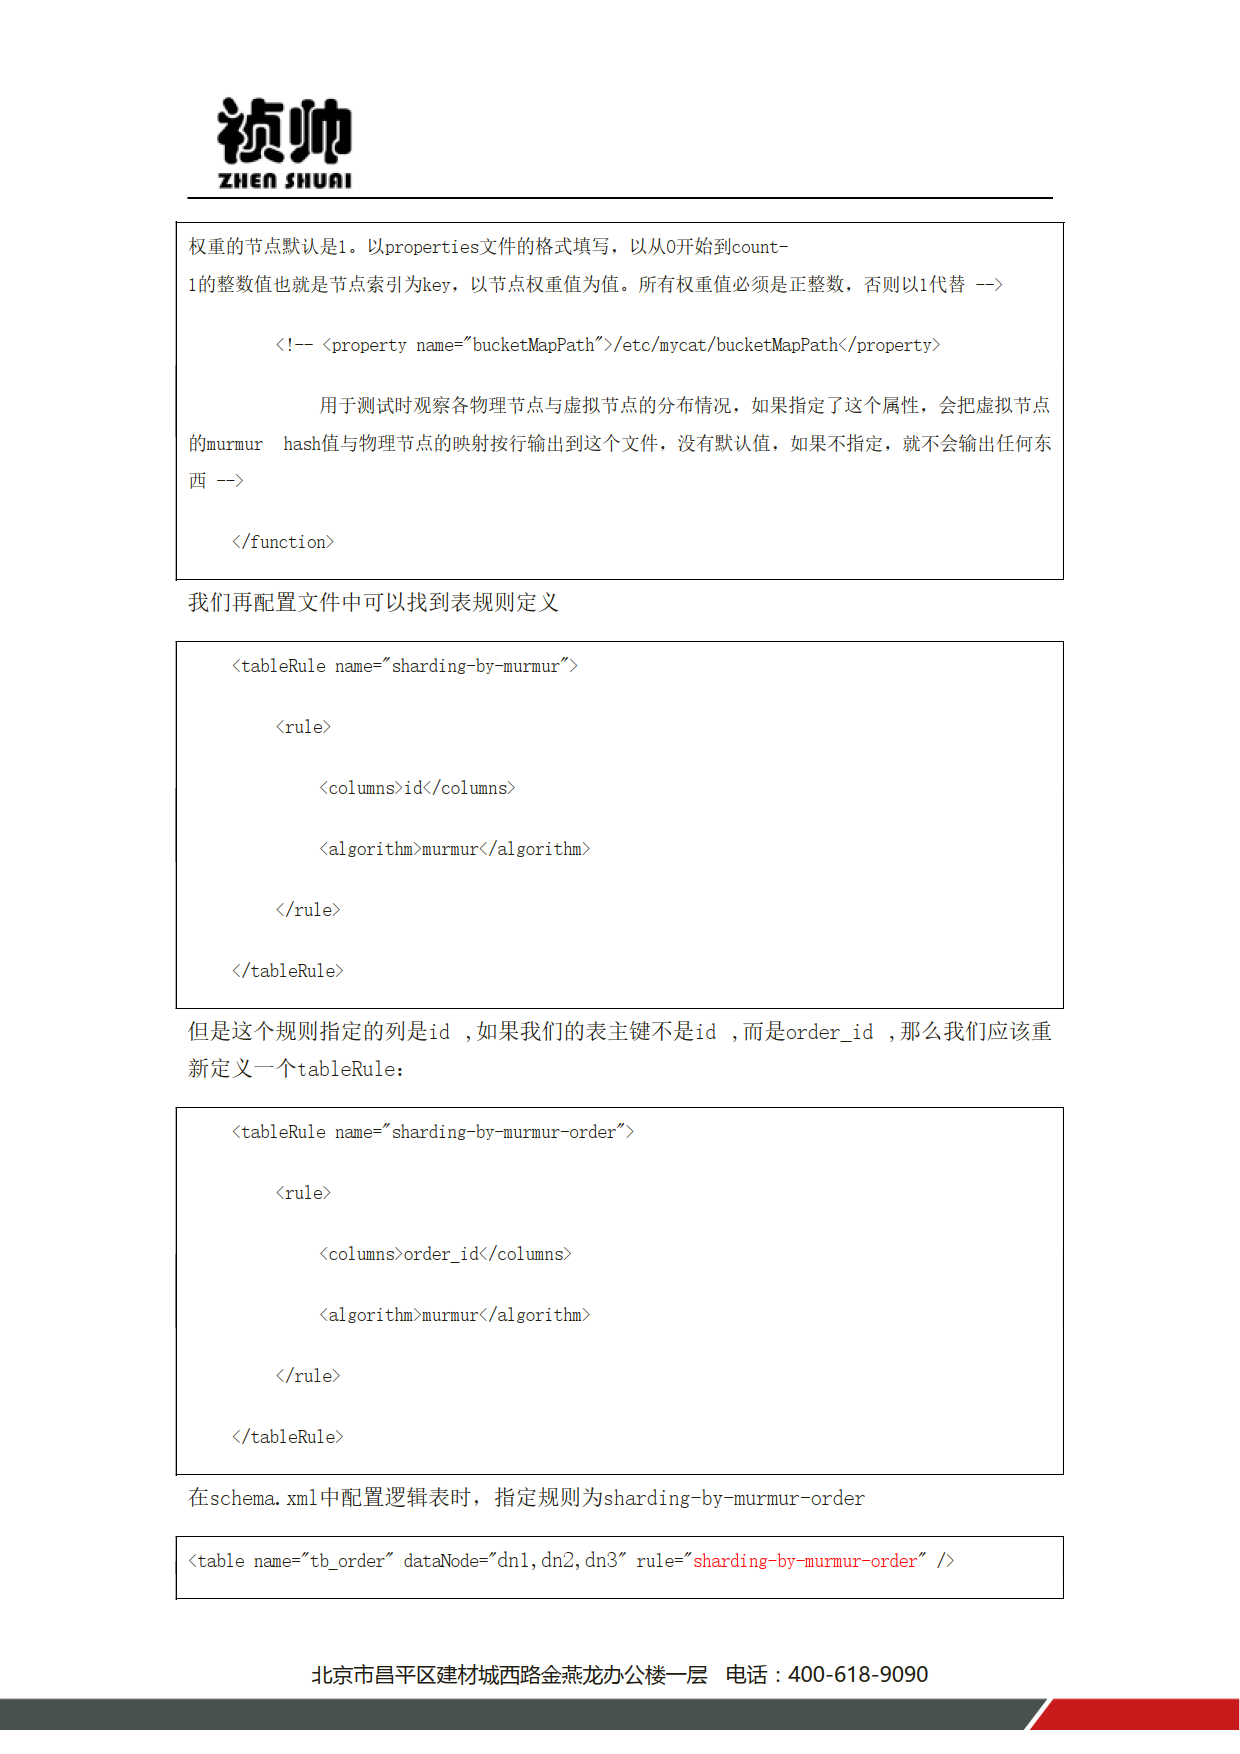 祯帅
ZHEN SHUAI
权重的节点默认是1。以properties文件的格式填写，以从0开始到count-
1的整数值也就是节点索引为key，以节点权重值为值。所有权重值必须是正整数，否则以1代替 -->
<!-- <property name="bucketMapPath">/etc/mycat/bucketMapPath</property>
用于测试时观察各物理节点与虚拟节点的分布情况，如果指定了这个属性，会把虚拟节点
的murmur hash值与物理节点的映射按行输出到这个文件，没有默认值，如果不指定，就不会输出任何东
西 -->
</function>
我们再配置文件中可以找到表规则定义
<tableRule name="sharding-by-murmur">
<rule>
<columns>id</columns>
<algorithm>murmur</algorithm>
</rule>
</tableRule>
但是这个规则指定的列是id ,如果我们的表主键不是id ,而是order_id ,那么我们应该重
新定义一个tableRule：
<tableRule name="sharding-by-murmur-order">
<rule>
<columns>order_id</columns>
<algorithm>murmur</algorithm>
</rule>
</tableRule>
在schema.xml中配置逻辑表时，指定规则为sharding-by-murmur-order
<table name="tb_order" dataNode="dn1,dn2,dn3" rule="sharding-by-murmur-order" />
北京市昌平区建材城西路金燕龙办公楼一层 电话：400-618-9090